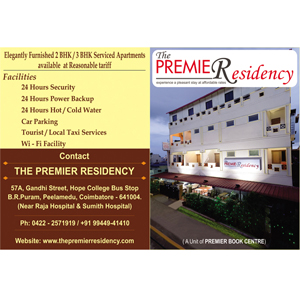 Elegantly Furnished 2 BHK / 3 BHK Serviced Apartments
available at Reasonable tariff
Facilities
24 Hours Security
24 Hours Power Backup
24 Hours Hot / Cold Water
Car Parking
Tourist / Local Taxi Services
Wi - Fi Facility
Contact
THE PREMIER RESIDENCY
57A, Gandhi Street, Hope College Bus Stop
B.R.Puram, Peelamedu, Coimbatore - 641004.
(Near Raja Hospital & Sumith Hospital)
Ph: 0422 - 2571919 / +91 99449-41410
Website: www.thepremierresidency.com
The
PREMIER Residency
experience a pleasant stay at affordable rates
Residency
( A Unit of PREMIER BOOK CENTRE)